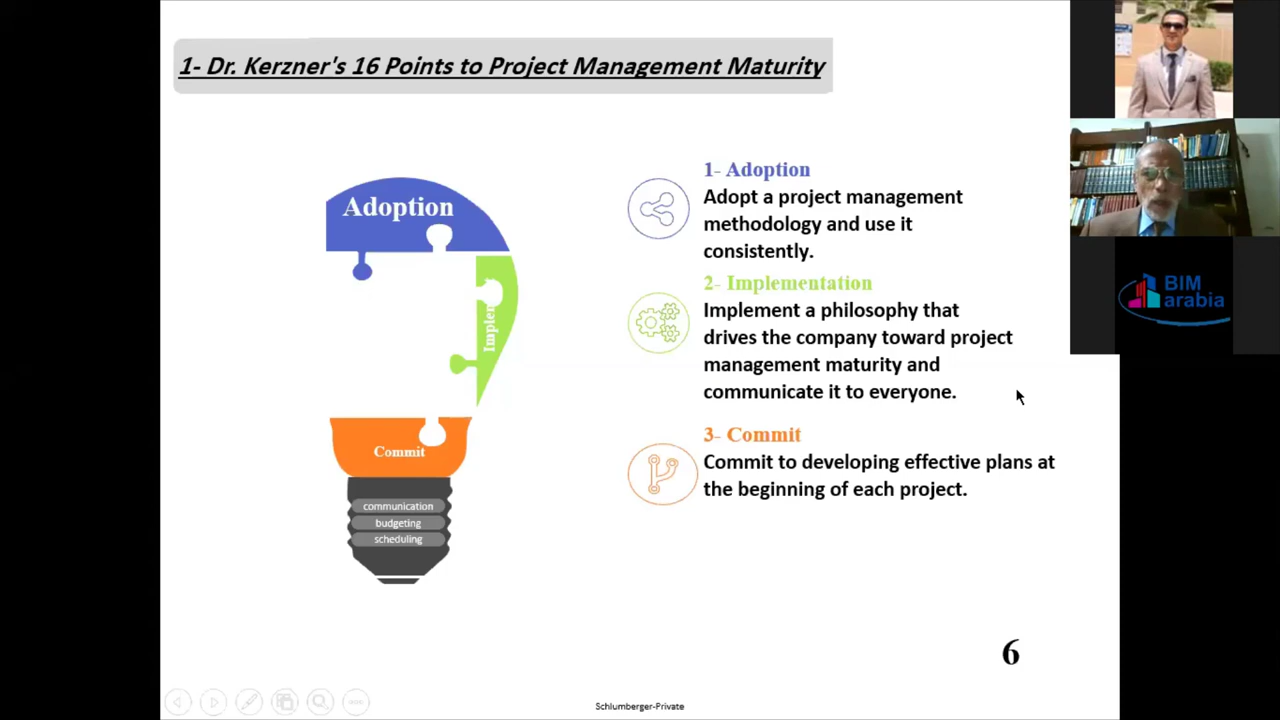 1- Dr. Kerzner's 16 Points to Project Management Maturity
Adoption
Implem
Commit
communication
budgeting
scheduling
1- Adoption
Adopt a project management
methodology and use it
consistently.
2- Implementation
Implement a philosophy that
drives the company toward project
management maturity and
communicate it to everyone.
3- Commit
Commit to developing effective plans at
the beginning of each project.
6
Schlumberger-Private
BIM
arabia